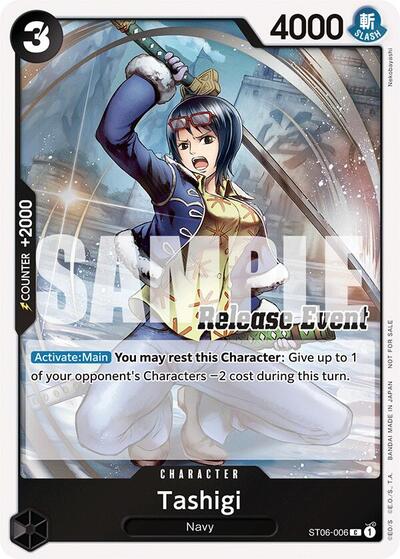 3
4000
斬
SLASH
Nekobayashi
COUNTER +2000
SAMPLE
Release Event
Activate:Main You may rest this Character: Give up to 1
of your opponent's Characters −2 cost during this turn.
CHARACTER
Tashigi
Navy
ST06-006 C 1
©E.O/S ©E.O.S., T.A. BANDAI MADE IN JAPAN NOT FOR SALE